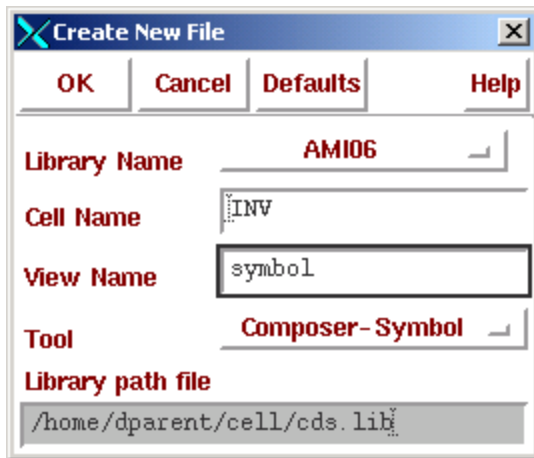 Create New File
OK Cancel Defaults Help
Library Name AMI06
Cell Name INV
View Name symbol
Tool Composer-Symbol
Library path file
/home/dparent/cell/cds.lib